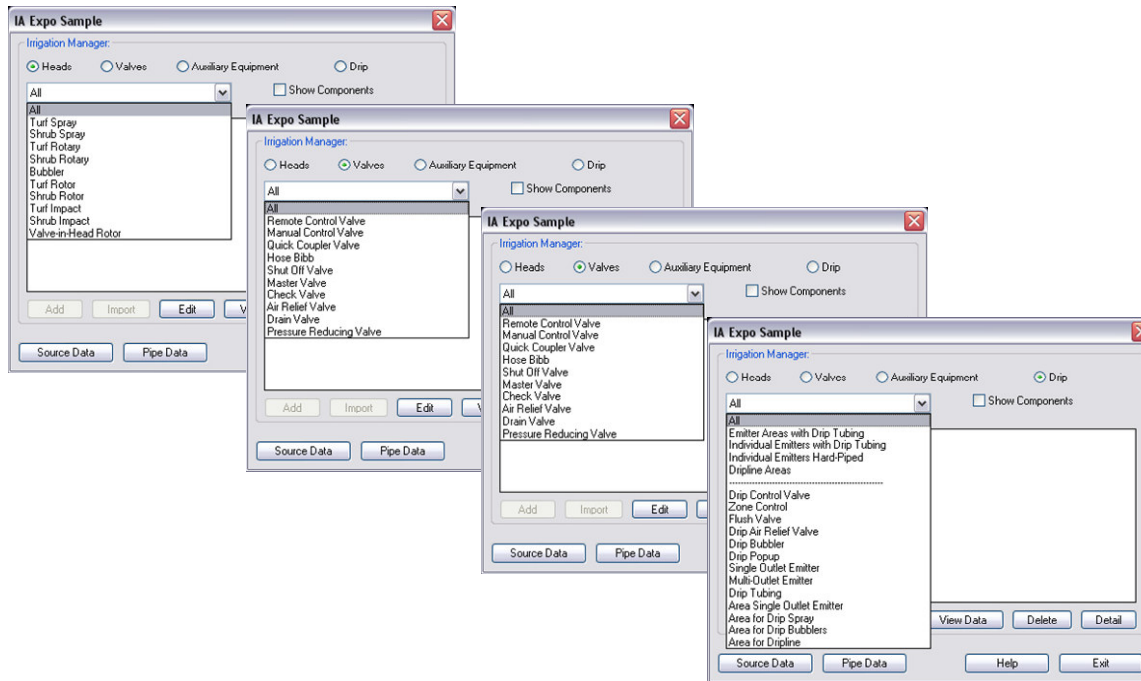 IA Expo Sample
Irrigation Manager:
Heads Valves Auxiliary Equipment Drip
All
Show Components
All
Turf Spray
Shrub Spray
Turf Rotary
Shrub Rotary
Bubbler
Turf Rotor
Shrub Rotor
Turf Impact
Shrub Impact
Valve-in-Head Rotor
Add Import Edit
Source Data Pipe Data
IA Expo Sample
Irrigation Manager:
Heads Valves Auxiliary Equipment Drip
All
Show Components
All
Remote Control Valve
Manual Control Valve
Quick Coupler Valve
Hose Bibb
Shut Off Valve
Master Valve
Check Valve
Air Relief Valve
Drain Valve
Pressure Reducing Valve
Add Import Edit
Source Data Pipe Data
IA Expo Sample
Irrigation Manager:
Heads Valves Auxiliary Equipment Drip
All
Show Components
All
Remote Control Valve
Manual Control Valve
Quick Coupler Valve
Hose Bibb
Shut Off Valve
Master Valve
Check Valve
Air Relief Valve
Drain Valve
Pressure Reducing Valve
Add Import Edit
Source Data Pipe Data
IA Expo Sample
Irrigation Manager:
Heads Valves Auxiliary Equipment Drip
All
Show Components
All
Emitter Areas with Drip Tubing
Individual Emitters with Drip Tubing
Individual Emitters Hard-Piped
Dripline Areas
----------------------------------------------------
Drip Control Valve
Zone Control
Flush Valve
Drip Air Relief Valve
Drip Bubbler
Drip Popup
Single Outlet Emitter
Multi-Outlet Emitter
Drip Tubing
Area Single Outlet Emitter
Area for Drip Spray
Area for Drip Bubblers
Area for Dripline
View Data Delete Detail
Source Data Pipe Data Help Exit